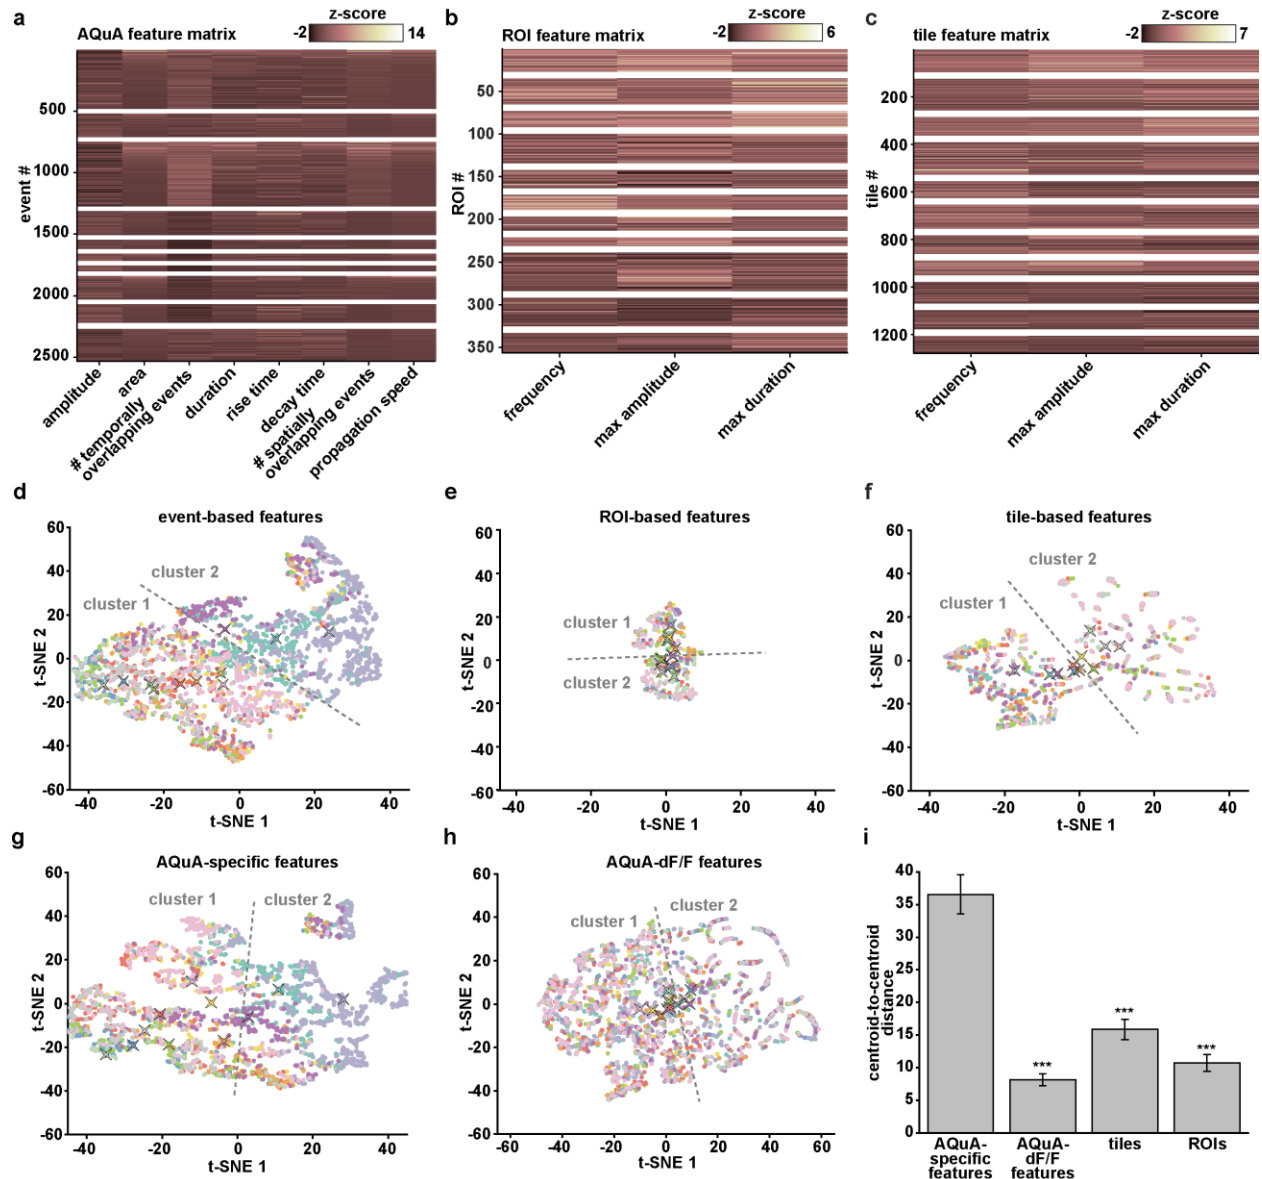 a
AQuA feature matrix
z-score
-2
14
500
1000
1500
2000
2500
event #
amplitude
area
# temporally
overlapping events
duration
rise time
decay time
# spatially
overlapping events
propagation speed
b
ROI feature matrix
z-score
-2
6
50
100
150
200
250
300
350
ROI #
frequency
max amplitude
max duration
c
tile feature matrix
z-score
-2
7
200
400
600
800
1000
1200
tile #
frequency
max amplitude
max duration
d
event-based features
60
40
20
0
-20
-40
-60
t-SNE 2
cluster 2
cluster 1
-40
-20
0
20
40
t-SNE 1
e
ROI-based features
60
40
20
0
-20
-40
-60
t-SNE 2
cluster 1
cluster 2
-40
-20
0
20
40
t-SNE 1
f
tile-based features
60
40
20
0
-20
-40
-60
t-SNE 2
cluster 2
cluster 1
-40
-20
0
20
40
t-SNE 1
g
AQuA-specific features
60
40
20
0
-20
-40
-60
t-SNE 2
cluster 1
cluster 2
-40
-20
0
20
40
t-SNE 1
h
AQuA-dF/F features
60
40
20
0
-20
-40
-60
t-SNE 2
cluster 1
cluster 2
-60
-40
-20
0
20
40
60
t-SNE 1
i
40
35
30
25
20
15
10
5
0
centroid-to-centroid
distance
***
***
***
AQuA-
specific
features
AQuA-
dF/F
features
tiles
ROIs